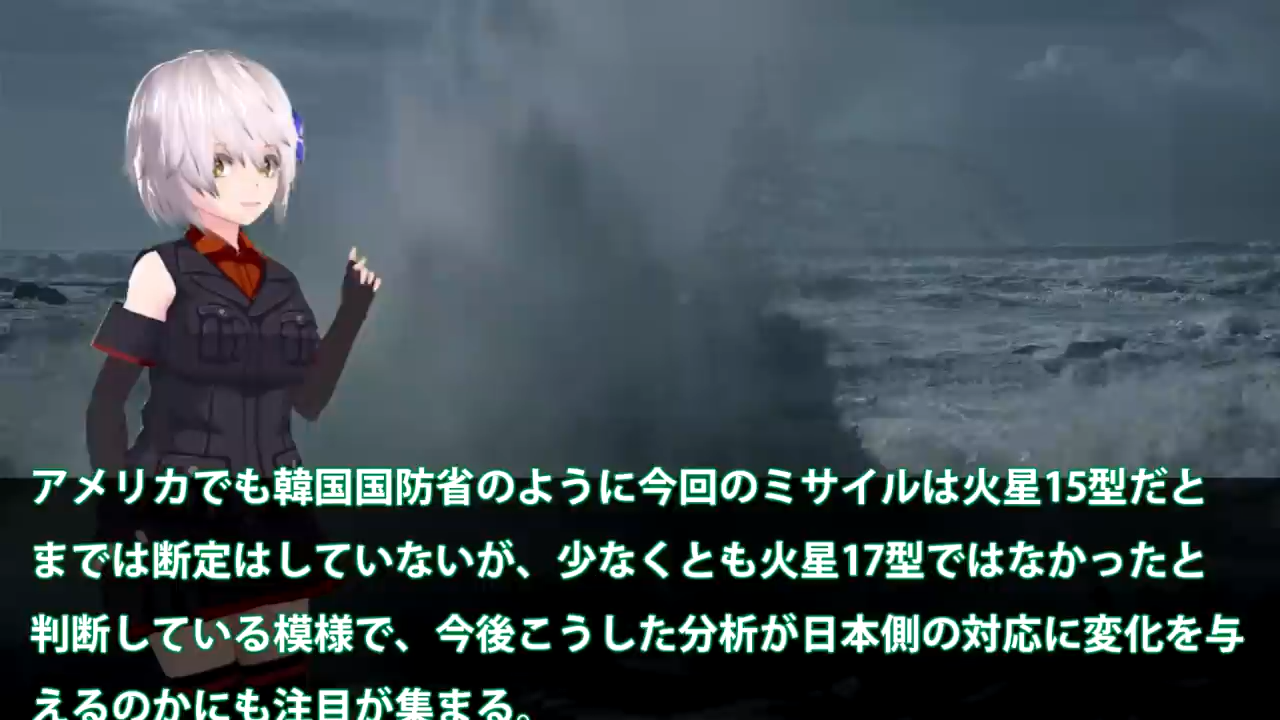 アメリカでも韓国国防省のように今回のミサイルは火星15型だと
までは断定はしていないが、少なくとも火星17型ではなかったと
判断している模様で、今後こうした分析が日本側の対応に変化を与
えるのかにも注目が集まる。